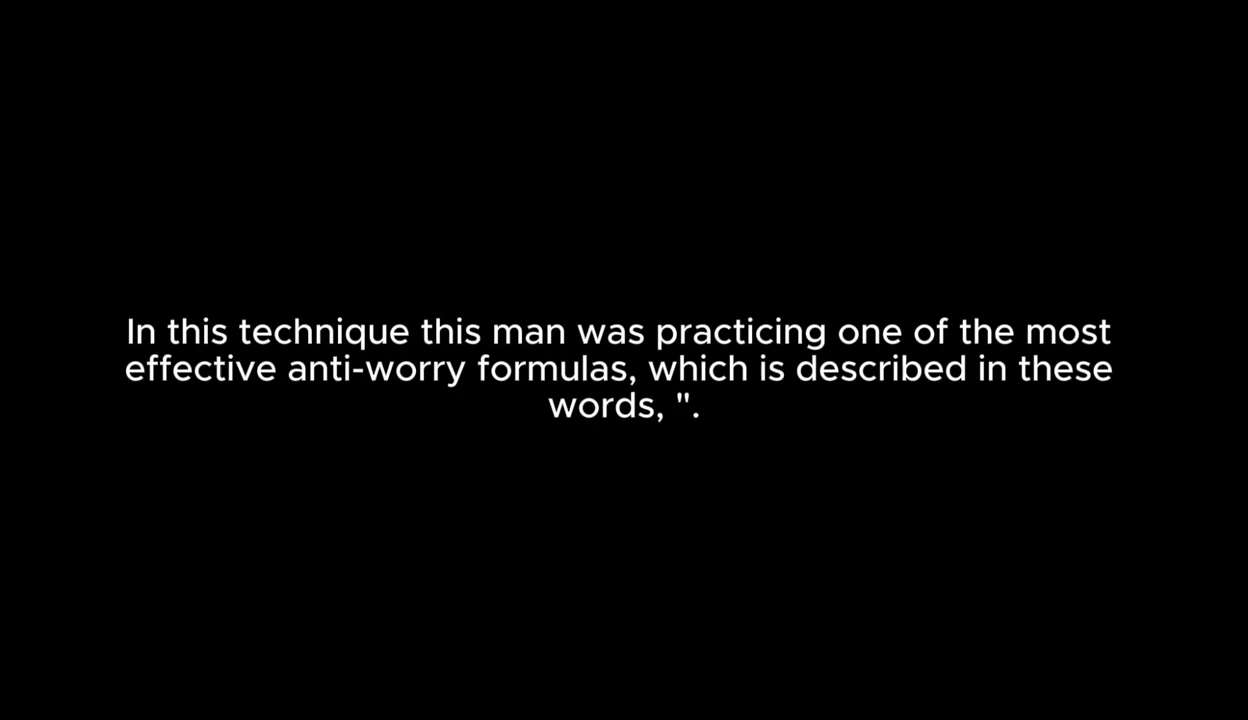 In this technique this man was practicing one of the most
effective anti-worry formulas, which is described in these
words, ".